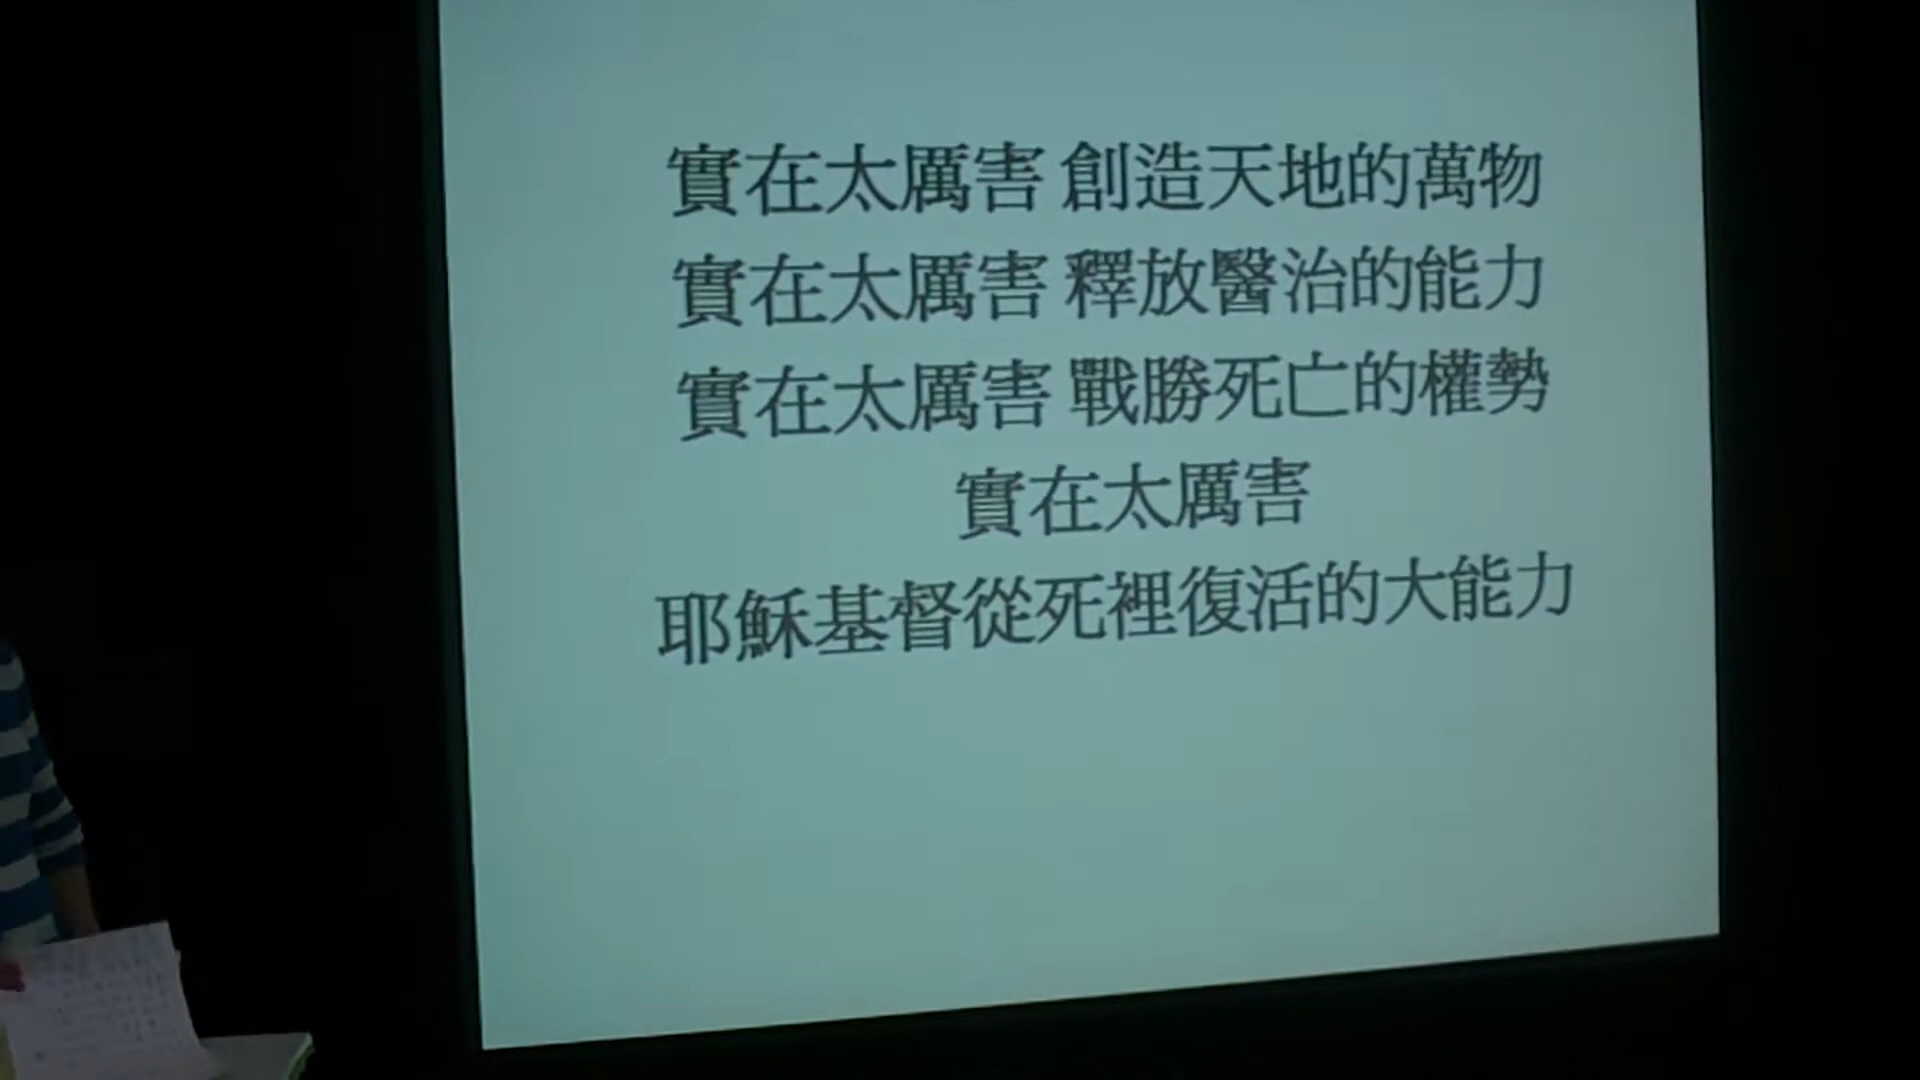 實在太厲害 創造天地的萬物
實在太厲害 釋放醫治的能力
實在太厲害 戰勝死亡的權勢
實在太厲害
耶穌基督從死裡復活的大能力